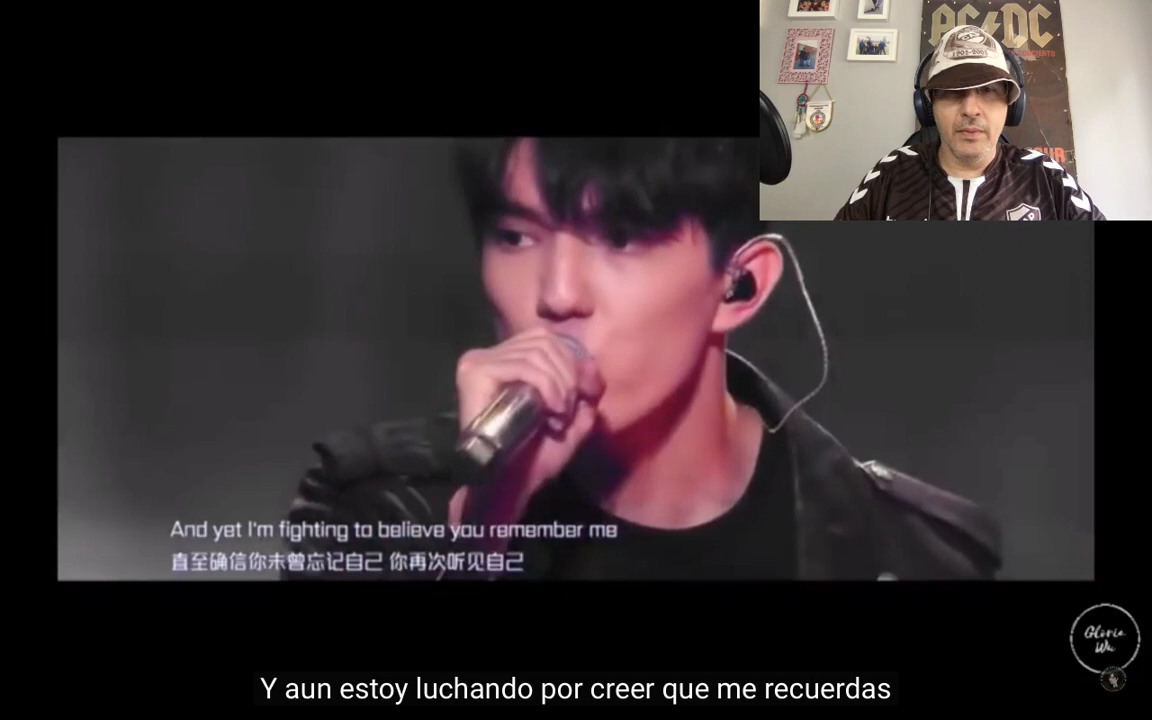 AC⚡DC
1902-2001
And yet I'm fighting to believe you remember me
直至确信你未曾忘记自己 你再次听见自己
Gloria
Wu
Y aun estoy luchando por creer que me recuerdas